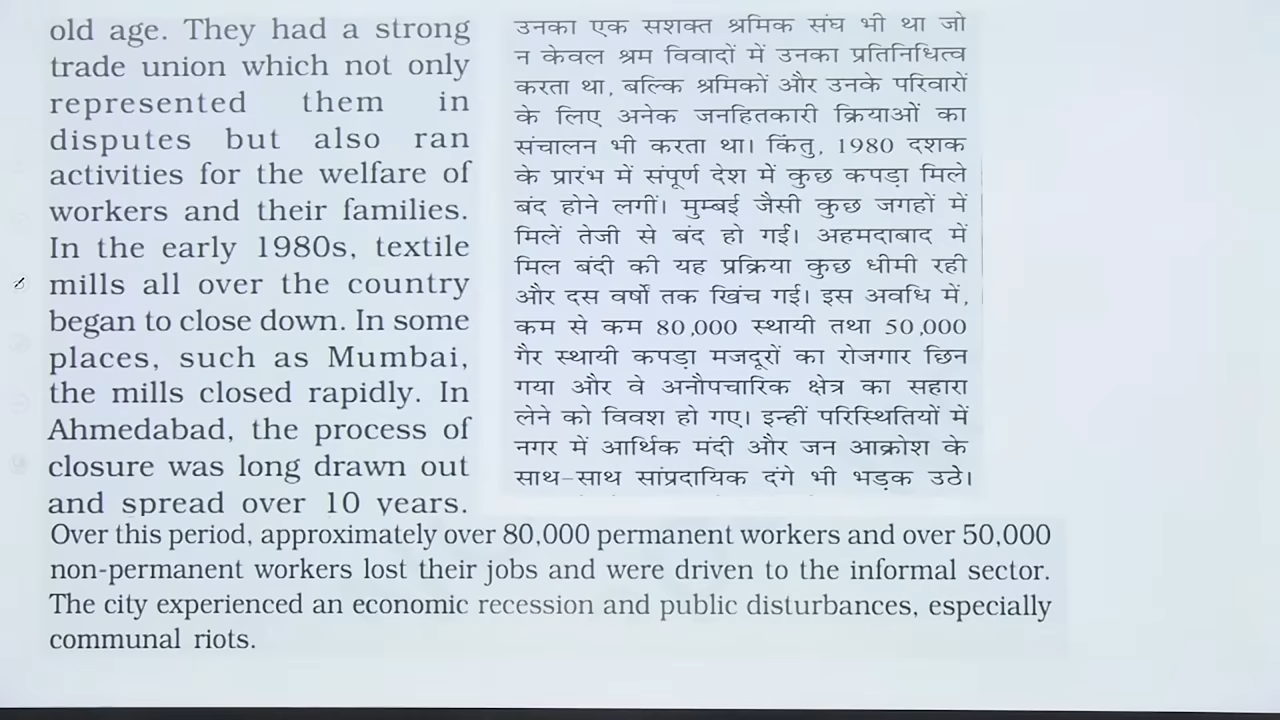 old age. They had a strong
trade union which not only
represented them in
disputes but also ran
activities for the welfare of
workers and their families.
In the early 1980s, textile
mills all over the country
began to close down. In some
places, such as Mumbai,
the mills closed rapidly. In
Ahmedabad, the process of
closure was long drawn out
and spread over 10 years.
Over this period, approximately over 80,000 permanent workers and over 50,000
non-permanent workers lost their jobs and were driven to the informal sector.
The city experienced an economic recession and public disturbances, especially
communal riots.
उनका एक सशक्त श्रमिक संघ भी था जो
न केवल श्रम विवादों में उनका प्रतिनिधित्व
करता था, बल्कि श्रमिकों और उनके परिवारों
के लिए अनेक जनहितकारी क्रियाओं का
संचालन भी करता था। किंतु, 1980 दशक
के प्रारंभ में संपूर्ण देश में कुछ कपड़ा मिले
बंद होने लगीं। मुम्बई जैसी कुछ जगहों में
मिलें तेजी से बंद हो गईं। अहमदाबाद में
मिल बंदी की यह प्रक्रिया कुछ धीमी रही
और दस वर्षों तक खिंच गई। इस अवधि में,
कम से कम 80,000 स्थायी तथा 50,000
गैर स्थायी कपड़ा मजदूरों का रोजगार छिन
गया और वे अनौपचारिक क्षेत्र का सहारा
लेने को विवश हो गए। इन्हीं परिस्थितियों में
नगर में आर्थिक मंदी और जन आक्रोश के
साथ-साथ सांप्रदायिक दंगे भी भड़क उठे।